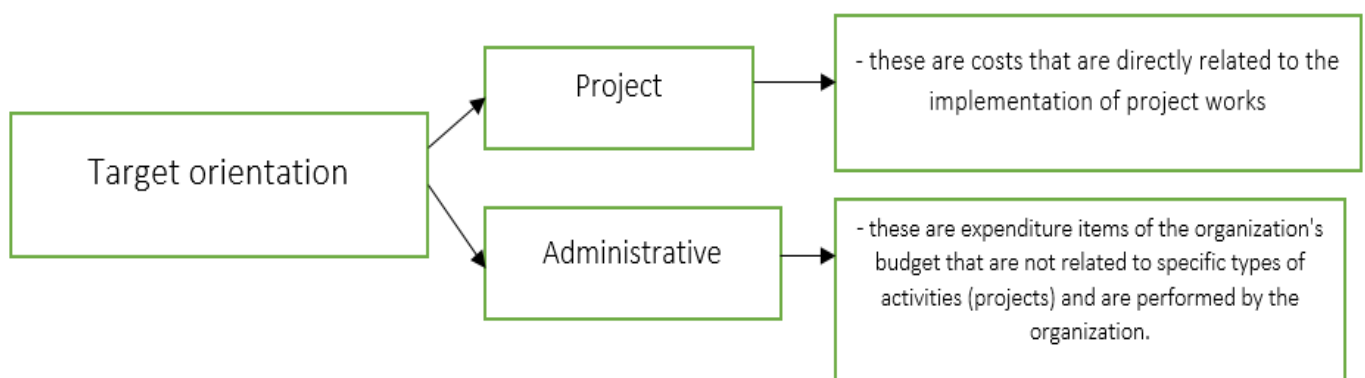 Target orientation
Project
- these are costs that are directly related to the
implementation of project works
Administrative
- these are expenditure items of the organization's
budget that are not related to specific types of
activities (projects) and are performed by the
organization.